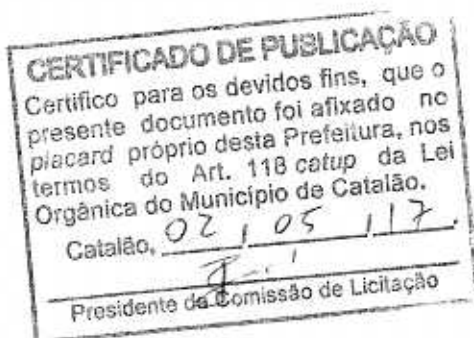 CERTIFICADO DE PUBLICAÇÃO
Certifico para os devidos fins, que o
presente documento foi afixado no
placard próprio desta Prefeitura, nos
termos do Art. 118 catup da Lei
Orgânica do Município de Catalão.
Catalão, 02 / 05 / 17.
Presidente da Comissão de Licitação